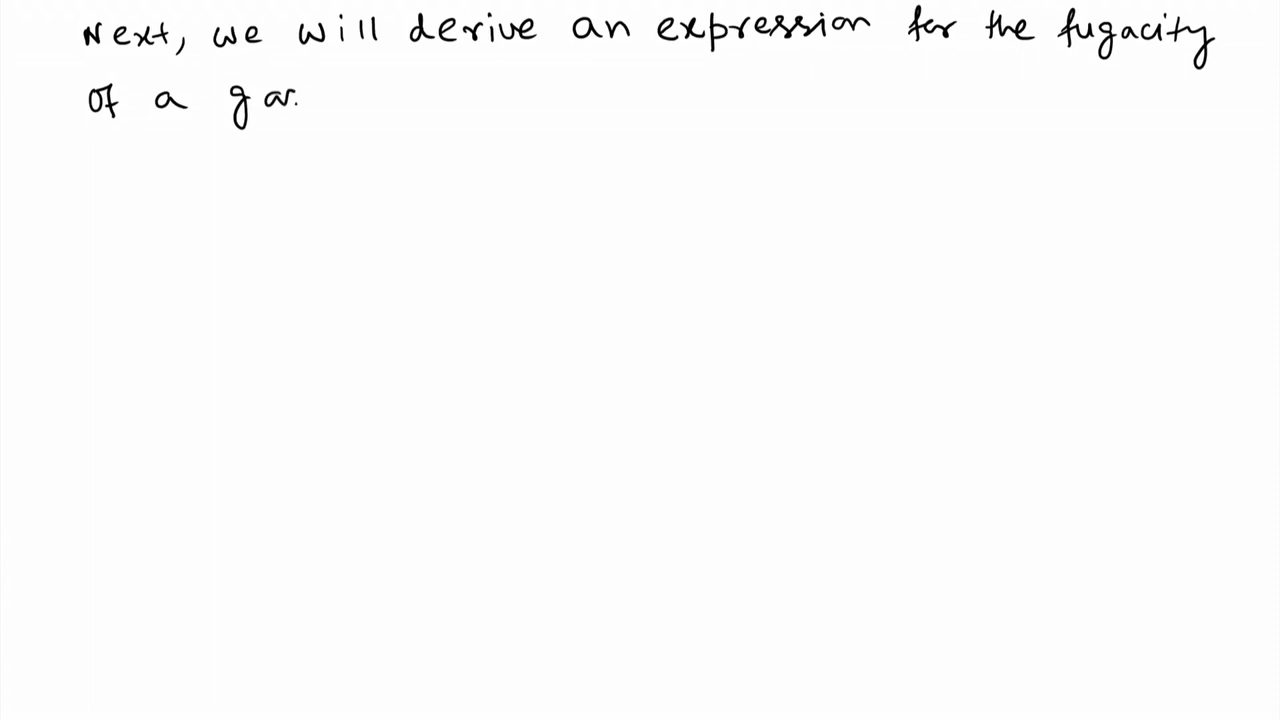 Next, we will derive an expression for the fugacity
of a gas.